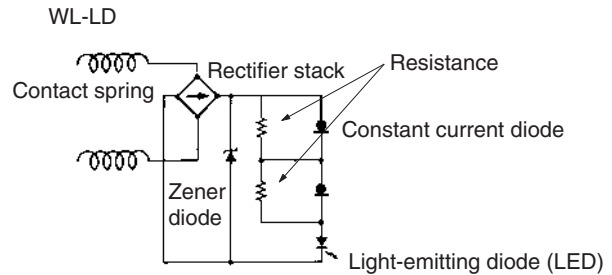 WL-LD
Rectifier stack
Resistance
Contact spring
Constant current diode
Zener
diode
Light-emitting diode (LED)